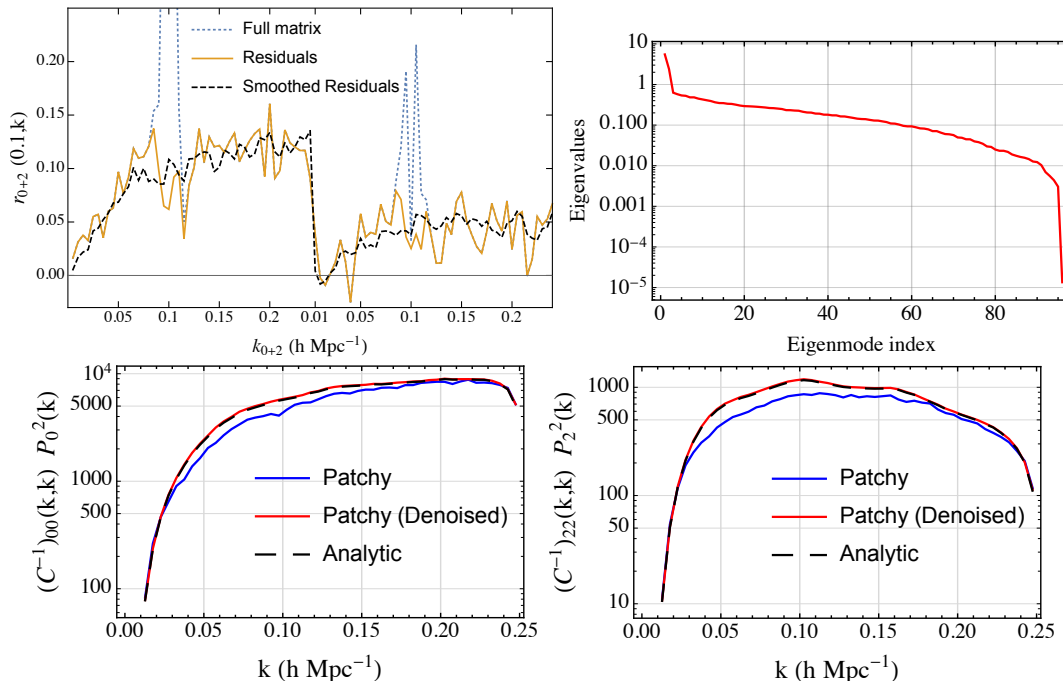 Full matrix
Residuals
Smoothed Residuals
r0+2 (0.1,k)
0.20
0.15
0.10
0.05
0.00
0.05 0.1 0.15 0.2 0.01 0.05 0.1 0.15 0.2
k0+2 (h Mpc⁻¹)
Eigenvalues
10
1
0.100
0.010
0.001
10⁻⁴
10⁻⁵
0 20 40 60 80
Eigenmode index
(C⁻¹)00(k,k) P0²(k)
10⁴
5000
1000
500
100
Patchy
Patchy (Denoised)
Analytic
0.00 0.05 0.10 0.15 0.20 0.25
k (h Mpc⁻¹)
(C⁻¹)22(k,k) P2²(k)
1000
500
100
50
10
Patchy
Patchy (Denoised)
Analytic
0.00 0.05 0.10 0.15 0.20 0.25
k (h Mpc⁻¹)